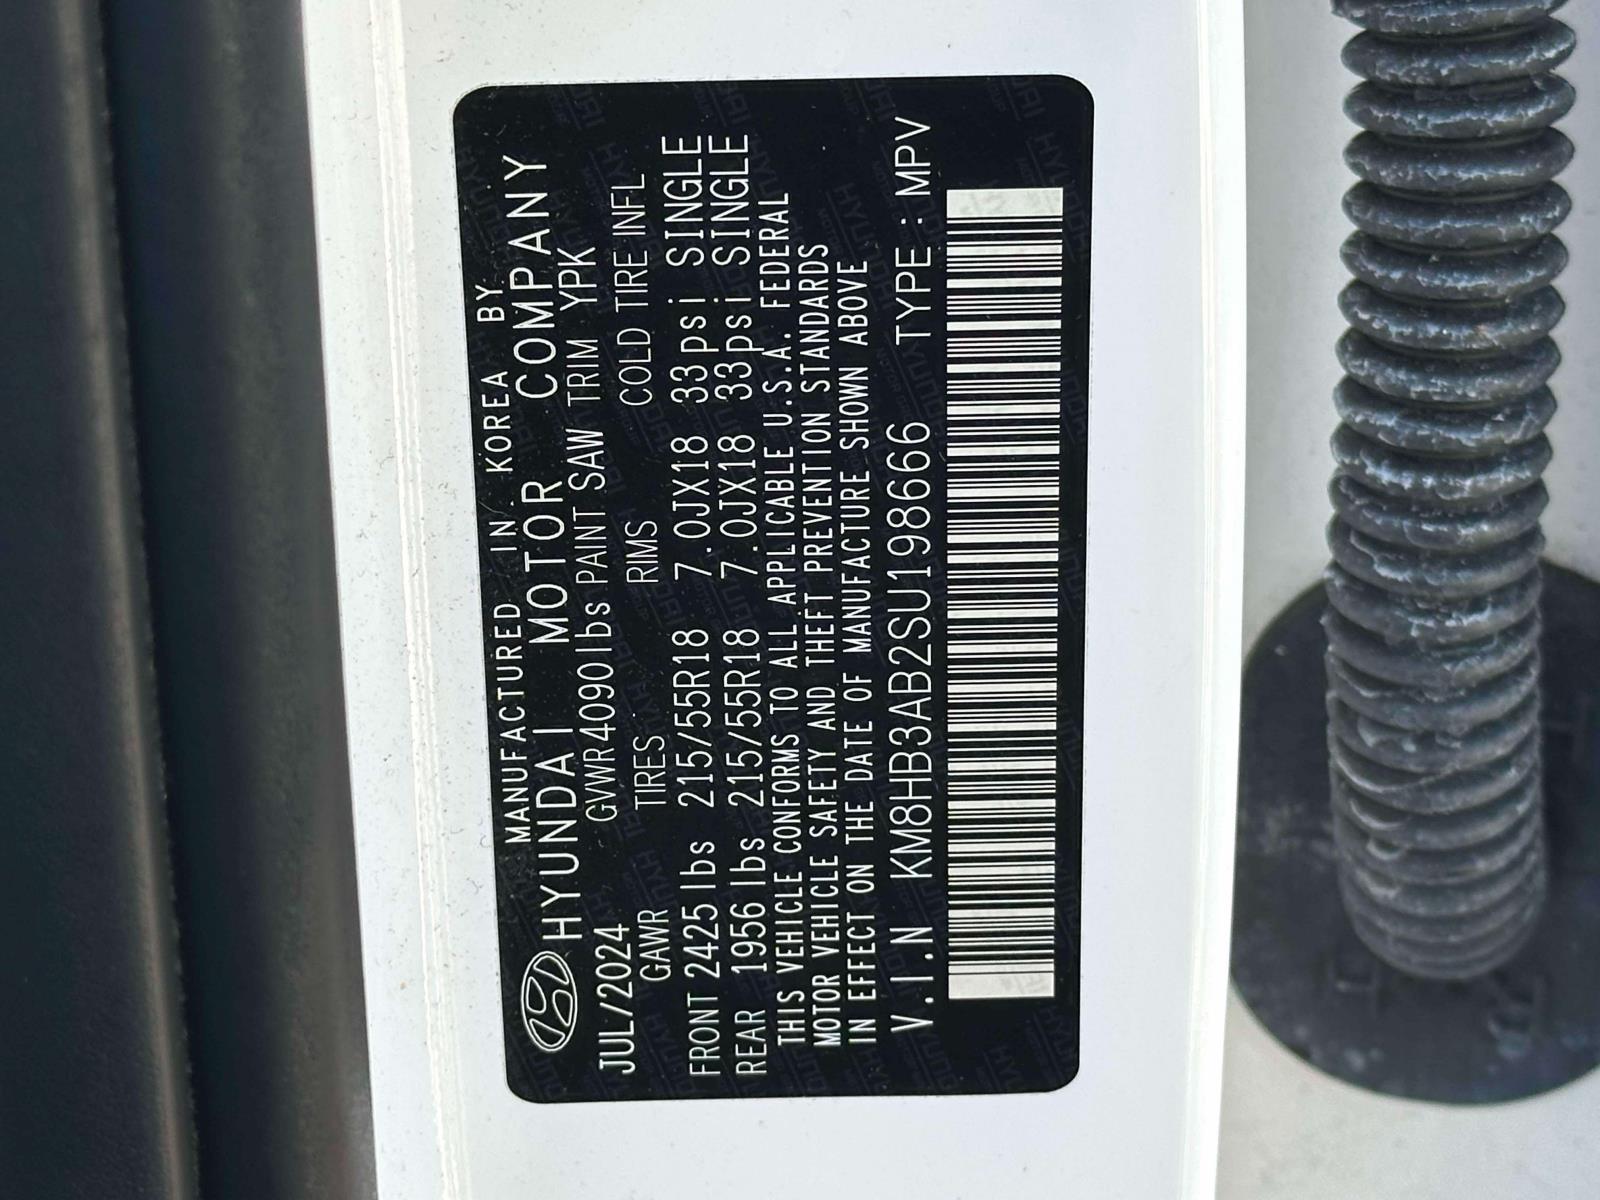 MANUFACTURED IN KOREA BY
HYUNDAI MOTOR COMPANY
JUL/2024 GVWR4090lbs PAINT SAW TRIM YPK
GAWR TIRES RIMS COLD TIRE INFL
FRONT 2425lbs 215/55R18 7.0JX18 33psi SINGLE
REAR 1956lbs 215/55R18 7.0JX18 33psi SINGLE
THIS VEHICLE CONFORMS TO ALL APPLICABLE U.S.A. FEDERAL
MOTOR VEHICLE SAFETY AND THEFT PREVENTION STANDARDS
IN EFFECT ON THE DATE OF MANUFACTURE SHOWN ABOVE
V.I.N KM8HB3AB2SU198666 TYPE : MPV